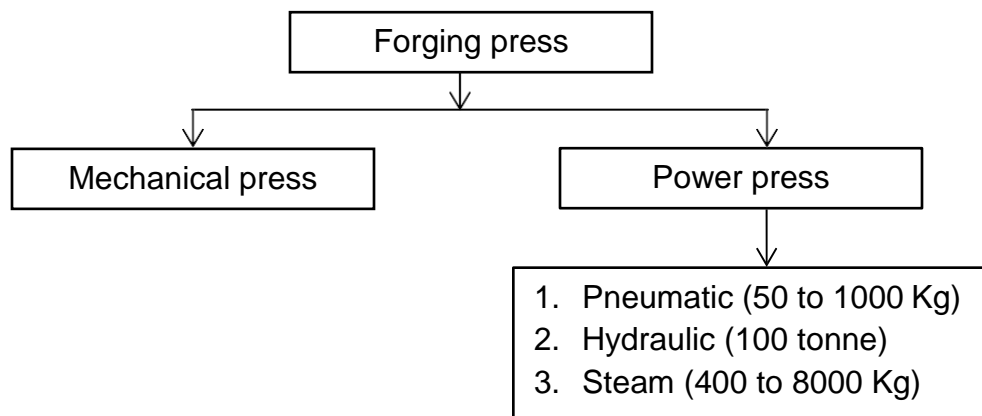 Forging press
Mechanical press
Power press
1. Pneumatic (50 to 1000 Kg)
2. Hydraulic (100 tonne)
3. Steam (400 to 8000 Kg)